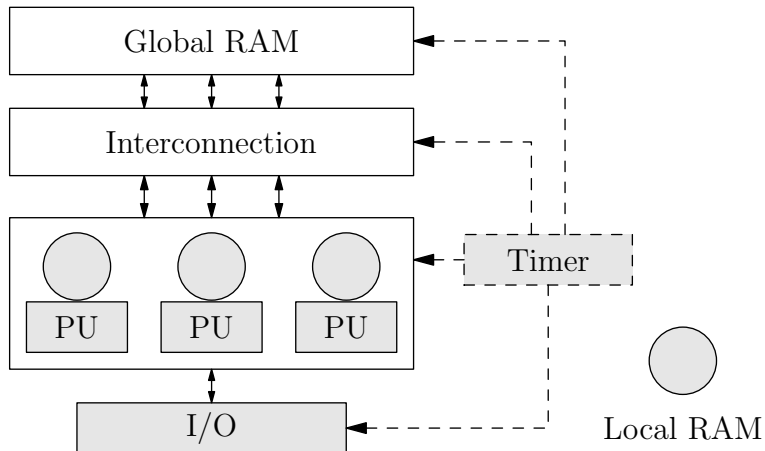 Global RAM
Interconnection
Timer
PU PU PU
I/O
Local RAM